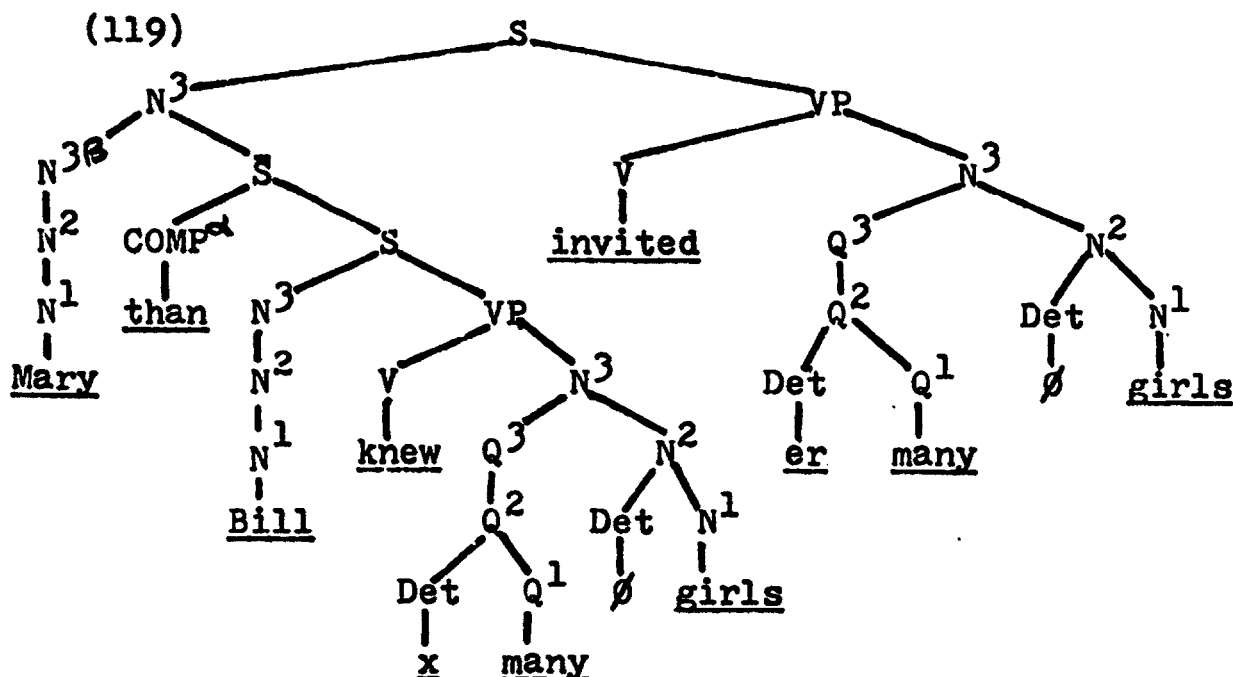 (119) S
N³ VP
N³ᵝ S̄ V N³
N² COMPᵅ S invited Q³ N²
N¹ than N³ VP Q² Det N¹
Mary N² V N³ Det Q¹ Ø girls
N¹ knew Q³ N² er many
Bill Q² Det N¹
Det Q¹ Ø girls
x many